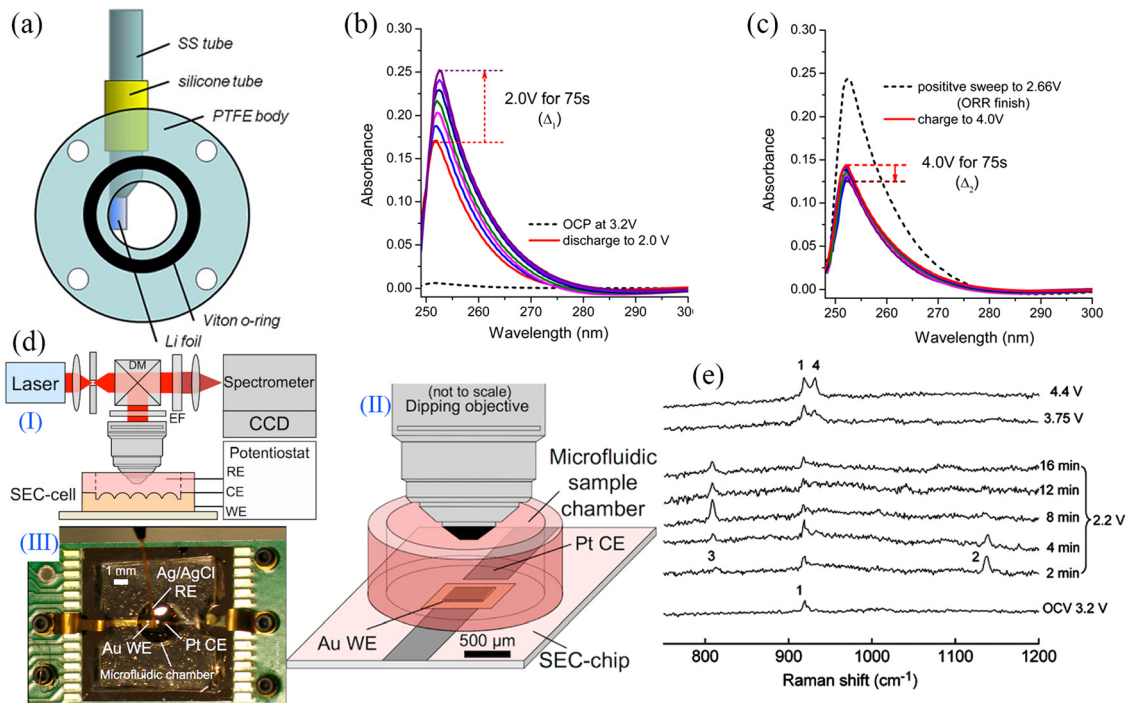 (a)
SS tube
silicone tube
PTFE body
Viton o-ring
Li foil
(b)
0.30
0.25
0.20
0.15
0.10
0.05
0.00
Absorbance
2.0V for 75s
(Δ1)
OCP at 3.2V
discharge to 2.0 V
250 260 270 280 290 300
Wavelength (nm)
(c)
0.30
0.25
0.20
0.15
0.10
0.05
0.00
Absorbance
positive sweep to 2.66V
(ORR finish)
charge to 4.0V
4.0V for 75s
(Δ2)
250 260 270 280 290 300
Wavelength (nm)
(d)
Laser
DM
Spectrometer
CCD
EF
(I)
Potentiostat
RE
CE
WE
SEC-cell
(II)
(not to scale)
Dipping objective
Microfluidic
sample
chamber
Pt CE
Au WE
500 µm
SEC-chip
(III)
1 mm
Ag/AgCl
RE
Au WE
Pt CE
Microfluidic chamber
(e)
1 4
4.4 V
3.75 V
16 min
12 min
8 min
4 min
2 min
2.2 V
3
2
1
OCV 3.2 V
800 900 1000 1100 1200
Raman shift (cm-1)